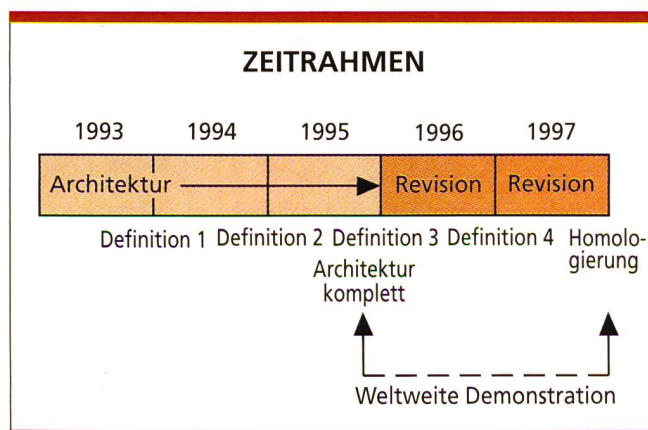 ZEITRAHMEN
1993 1994 1995 1996 1997
Architektur Revision Revision
Definition 1 Definition 2 Definition 3 Definition 4 Homolo-
gierung
Architektur
komplett
Weltweite Demonstration